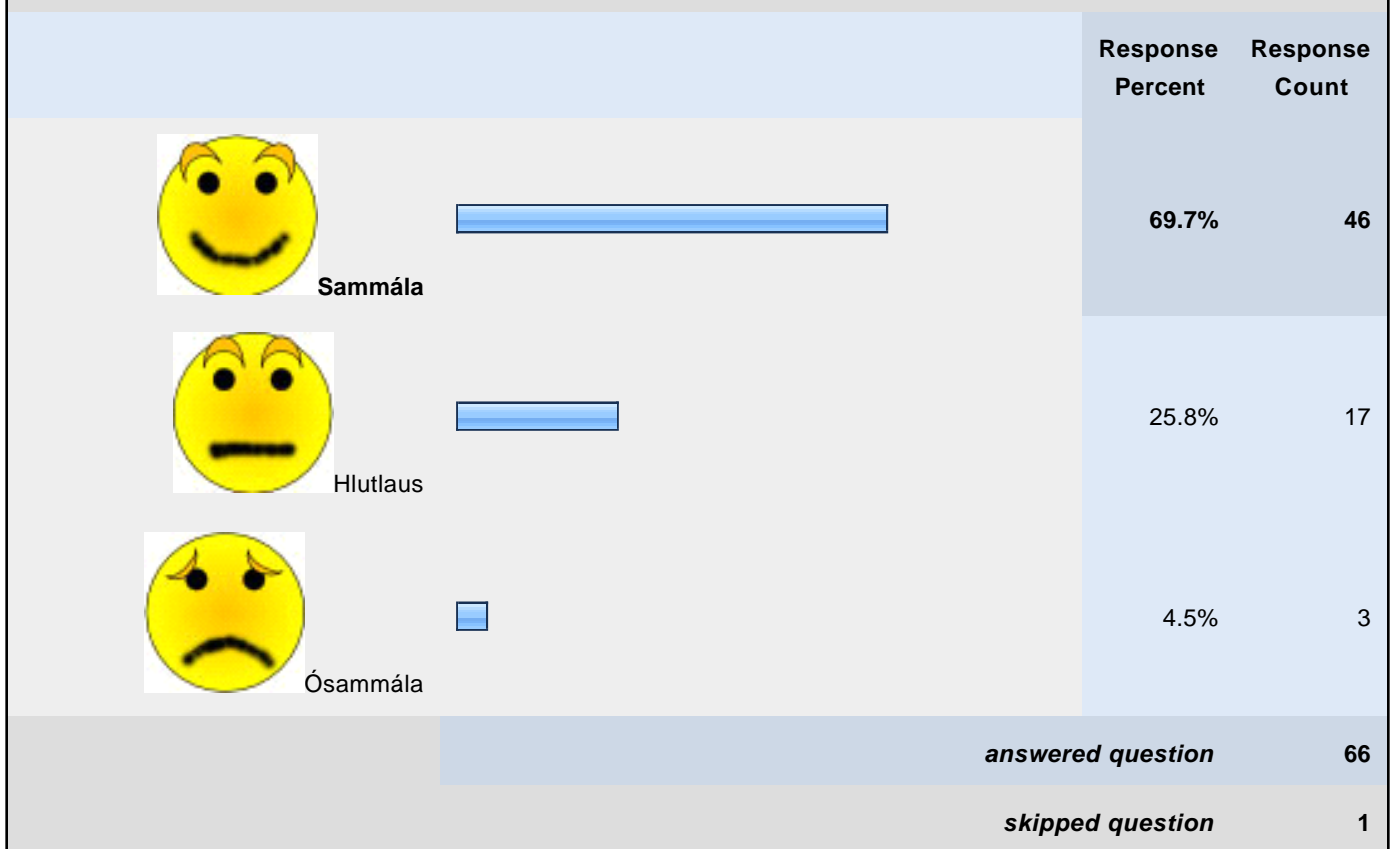 Response Response
Percent Count
Sammála 69.7% 46
Hlutlaus 25.8% 17
Ósammála 4.5% 3
answered question 66
skipped question 1